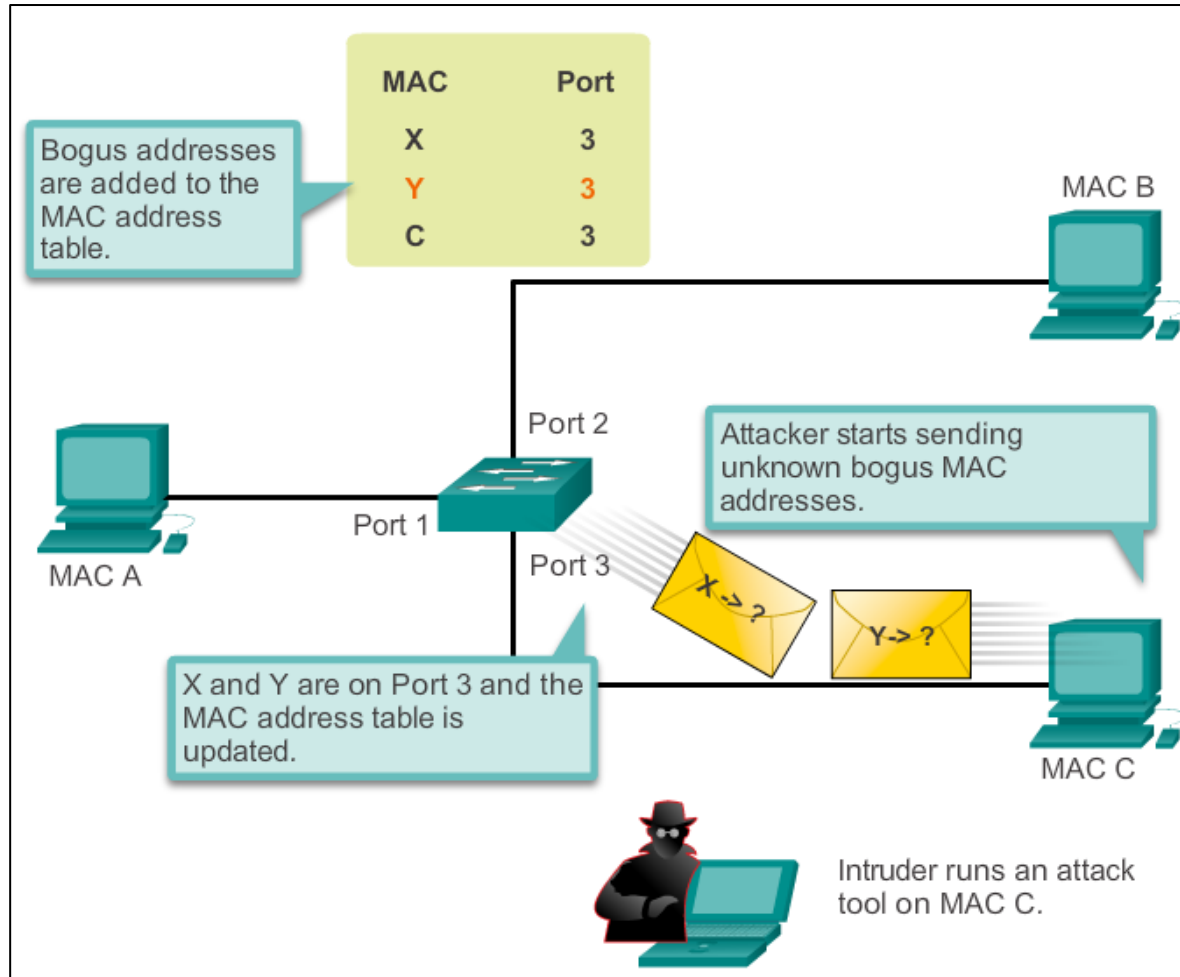 MAC Port
X 3
Y 3
C 3
Bogus addresses
are added to the
MAC address
table.
MAC B
Port 2
Attacker starts sending
unknown bogus MAC
addresses.
Port 1
MAC A
Port 3
X -> ?
Y-> ?
X and Y are on Port 3 and the
MAC address table is
updated.
MAC C
Intruder runs an attack
tool on MAC C.